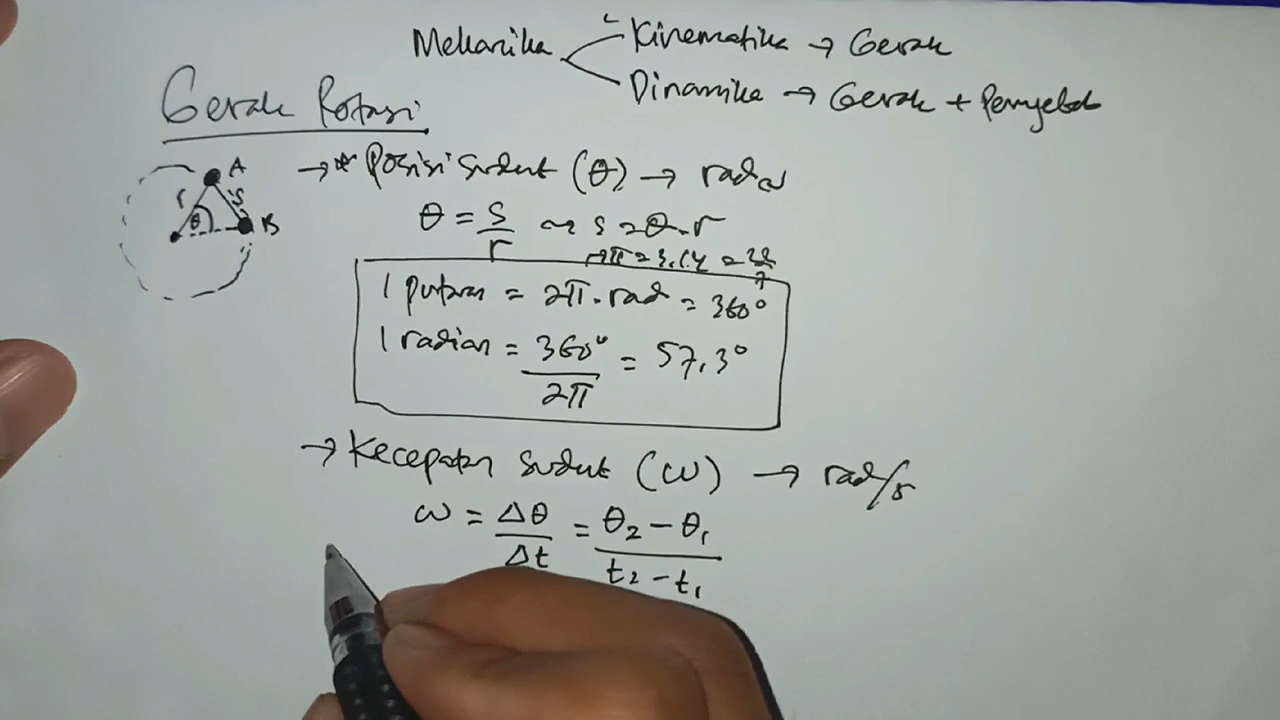 Mekanika
Kinematika → Gerak
Dinamika → Gerak + Penyebab
Gerak Rotasi
A
r
S
θ
B
→ * Posisi sudut (θ) → radian
θ = S/r ~ s = θ.r
→ π = 3,14 = 22/7
1 putaran = 2π.rad = 360°
1 radian = 360°/2π = 57,3°
→ Kecepatan sudut (ω) → rad/s
ω = Δθ/Δt = θ₂ - θ₁/t₂ - t₁